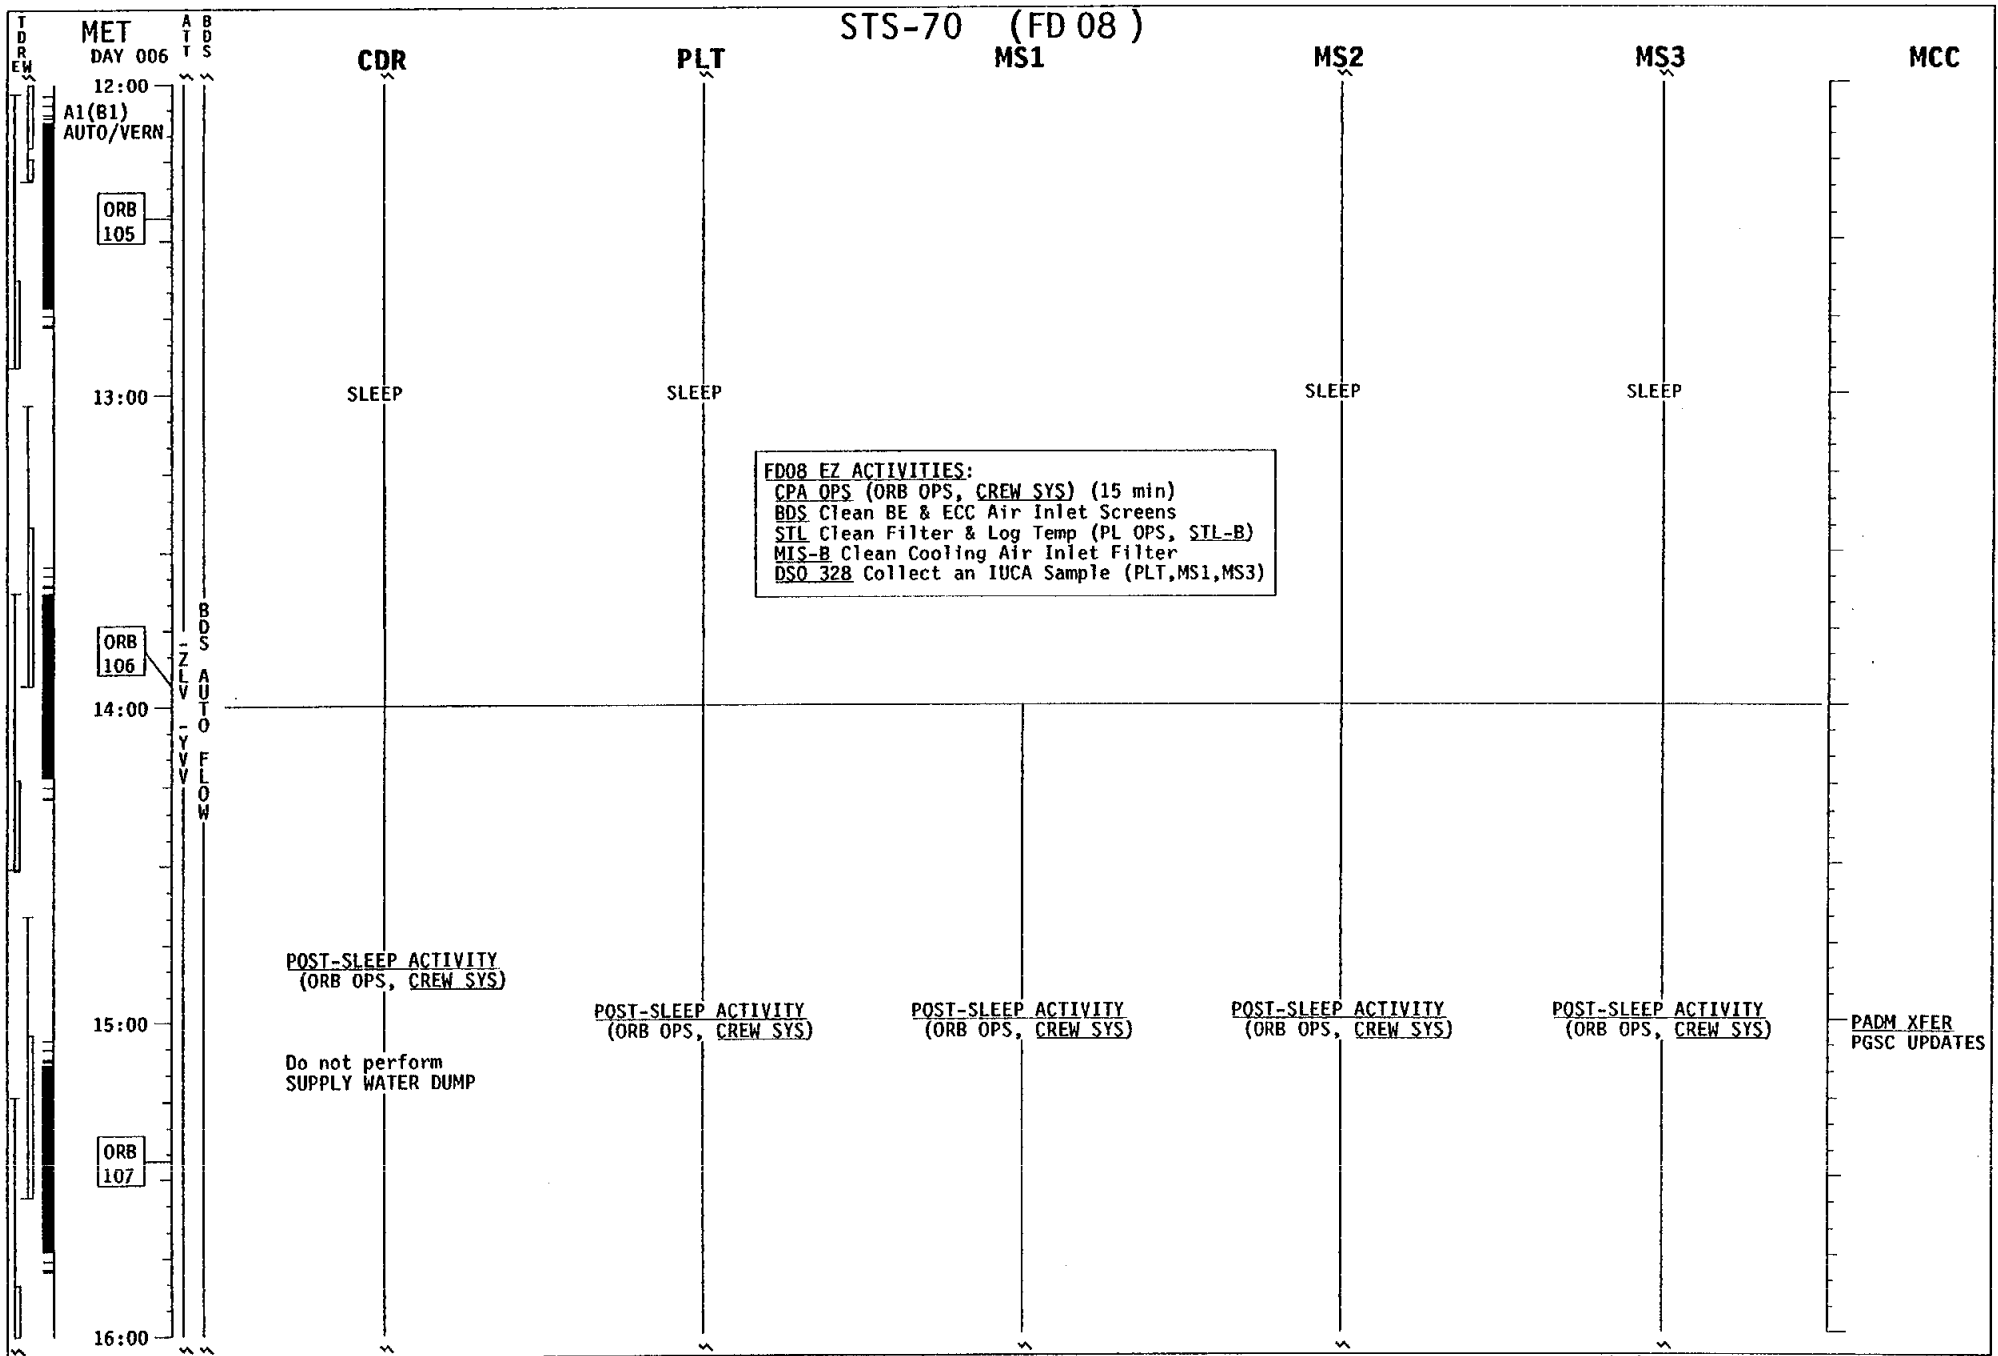 STS-70 (FD 08)
TDRE W
MET
DAY 006
ATT
BDS
CDR
PLT
MS1
MS2
MS3
MCC
12:00
A1(B1)
AUTO/VERN
ORB
105
13:00
SLEEP
SLEEP
SLEEP
SLEEP
FD08 EZ ACTIVITIES:
CPA OPS (ORB OPS, CREW SYS) (15 min)
BDS Clean BE & ECC Air Inlet Screens
STL Clean Filter & Log Temp (PL OPS, STL-B)
MIS-B Clean Cooling Air Inlet Filter
DSO 328 Collect an IUCA Sample (PLT,MS1,MS3)
ORB
106
-ZLV -YVV
BDS AUTO FLOW
14:00
POST-SLEEP ACTIVITY
(ORB OPS, CREW SYS)
POST-SLEEP ACTIVITY
(ORB OPS, CREW SYS)
POST-SLEEP ACTIVITY
(ORB OPS, CREW SYS)
POST-SLEEP ACTIVITY
(ORB OPS, CREW SYS)
POST-SLEEP ACTIVITY
(ORB OPS, CREW SYS)
15:00
PADM XFER
PGSC UPDATES
Do not perform
SUPPLY WATER DUMP
ORB
107
16:00